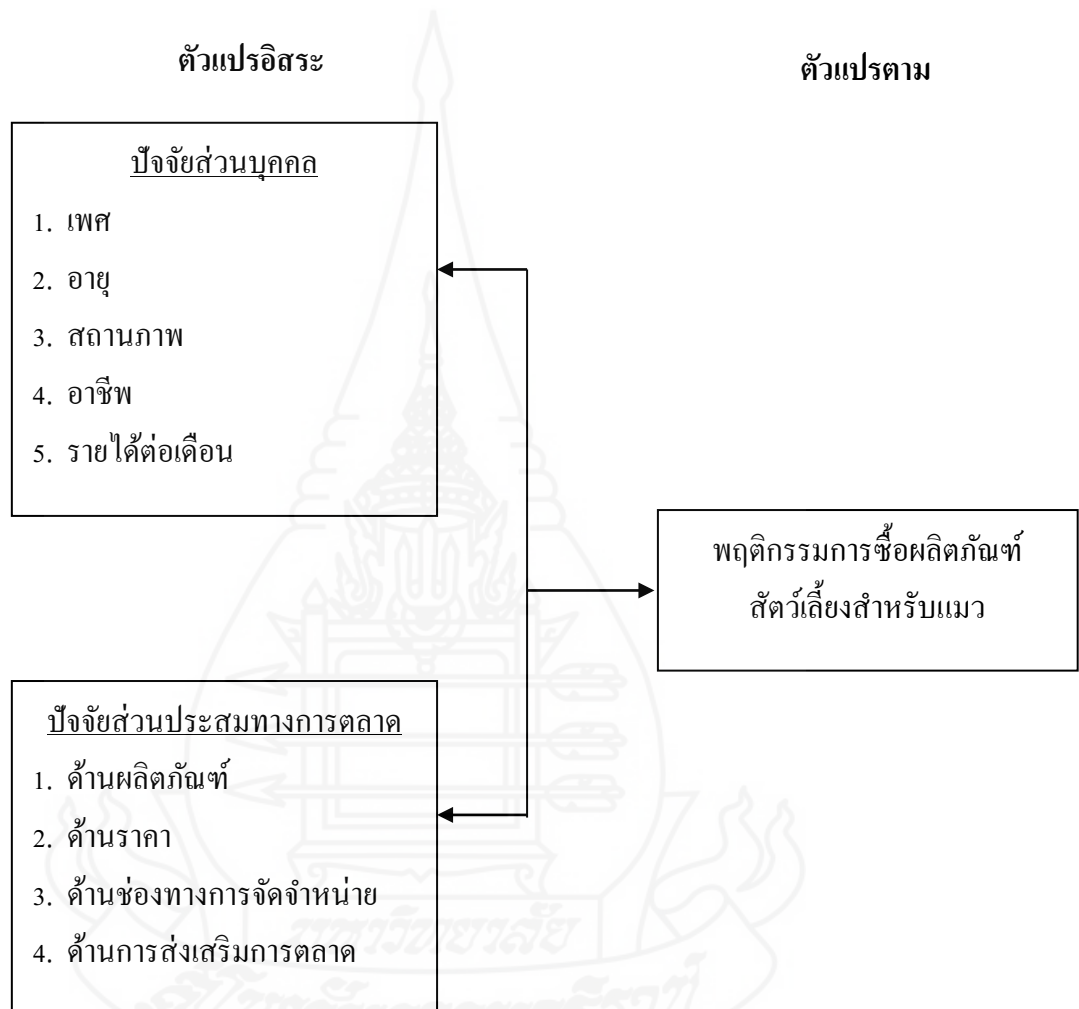 ตัวแปรอิสระ
ตัวแปรตาม
ปัจจัยส่วนบุคคล
1. เพศ
2. อายุ
3. สถานภาพ
4. อาชีพ
5. รายได้ต่อเดือน
พฤติกรรมการซื้อผลิตภัณฑ์
สัตว์เลี้ยงสำหรับแมว
ปัจจัยส่วนประสมทางการตลาด
1. ด้านผลิตภัณฑ์
2. ด้านราคา
3. ด้านช่องทางการจัดจำหน่าย
4. ด้านการส่งเสริมการตลาด
มหาวิทยาลัย